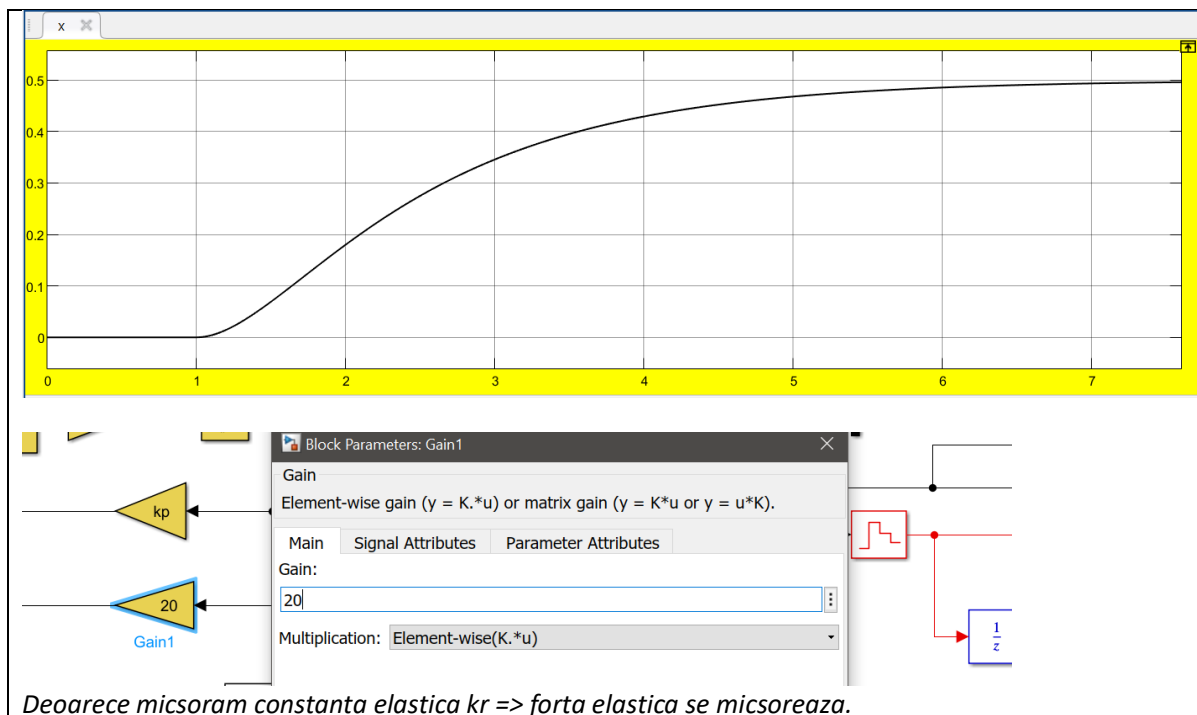 x
0.5
0.4
0.3
0.2
0.1
0
0 1 2 3 4 5 6 7
Block Parameters: Gain1
Gain
Element-wise gain (y = K.*u) or matrix gain (y = K*u or y = u*K).
kp
Main Signal Attributes Parameter Attributes
Gain:
20
20
Gain1
Multiplication: Element-wise(K.*u)
1
z
Deoarece micsoram constanta elastica kr => forta elastica se micsoreaza.